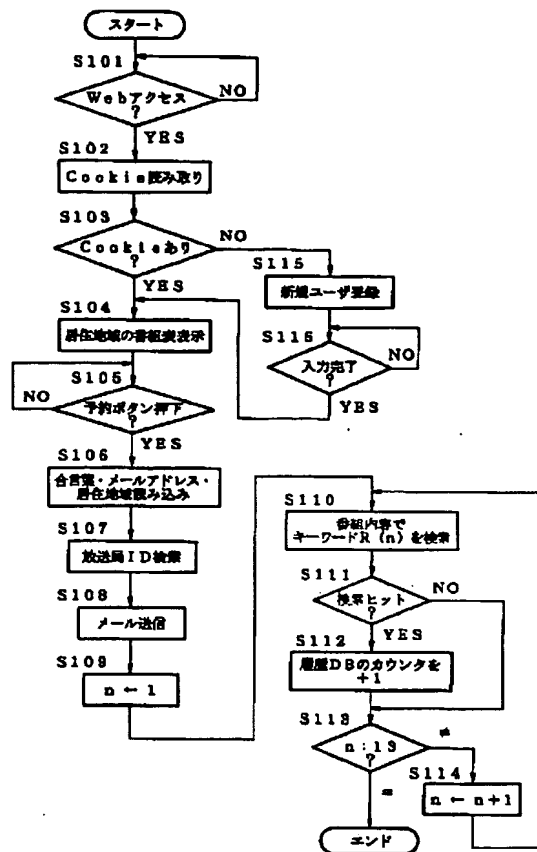 スタート
S101
Webアクセス
?
NO
YES
S102
Cookie読み取り
S103
Cookieあり
?
NO
YES
S115
新規ユーザ登録
S104
居住地域の番組表表示
S116
入力完了
?
NO
YES
S105
予約ボタン押下
?
NO
YES
S106
合言葉・メールアドレス・
居住地域読み込み
S107
放送局ID検索
S108
メール送信
S109
n ← 1
S110
番組内容で
キーワードR(n)を検索
S111
検索ヒット
?
NO
YES
S112
履歴DBのカウンタを
+1
S113
n:13
?
≠
=
S114
n ← n+1
エンド